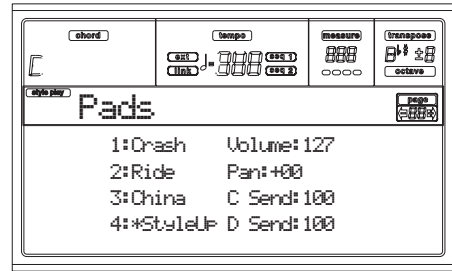 chord tempo measure transpose
ext seq 1
link seq 2
octave
style play Pads page
1:Crash Volume:127
2:Ride Pan:+00
3:China C Send:100
4:*StyleUp D Send:100